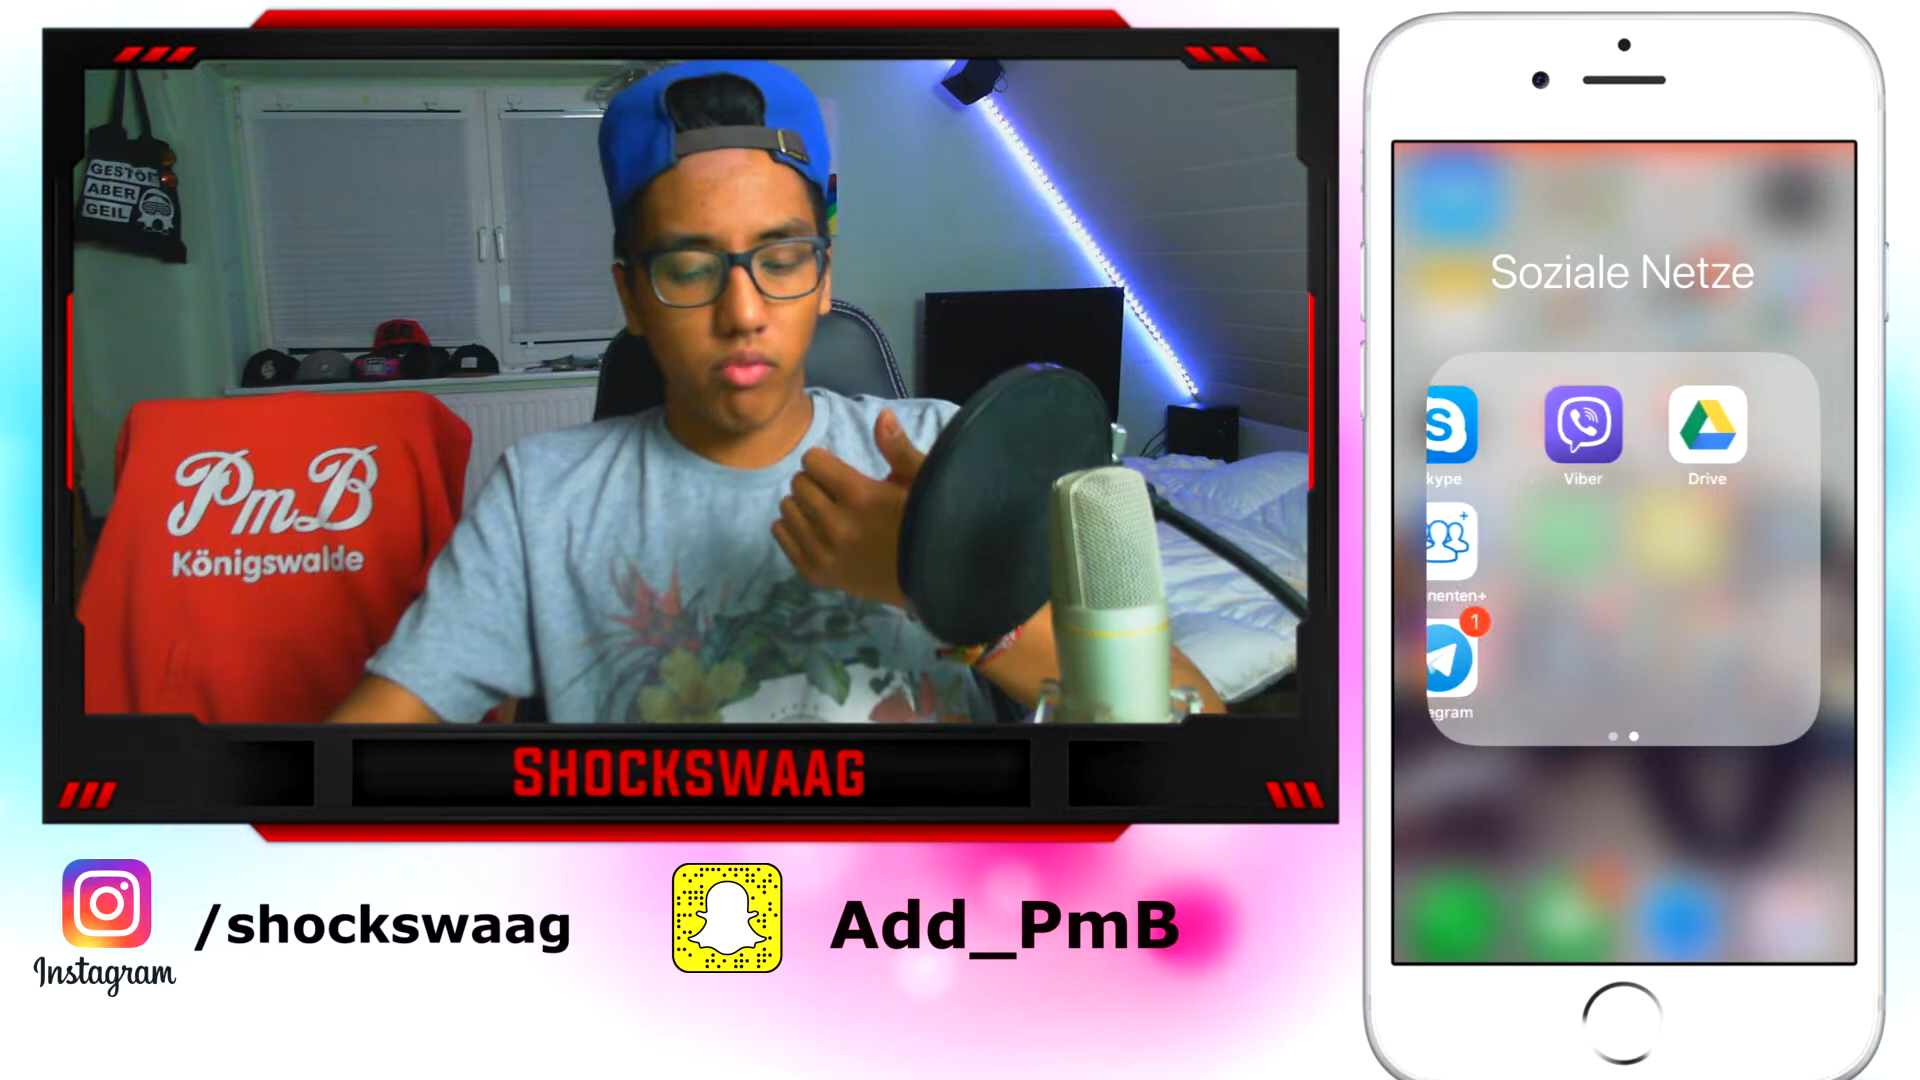 GESTÖRT
ABER
GEIL
PmB
Königswalde
SHOCKSWAAG
Instagram
/shockswaag
Add_PmB
Soziale Netze
kype
Viber
Drive
nenten+
1
egram